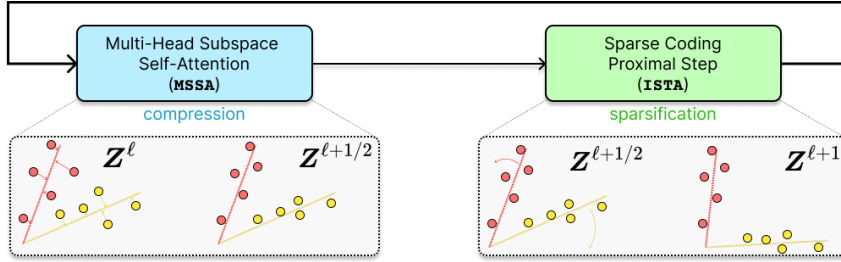 Multi-Head Subspace
Self-Attention
(MSSA)
compression
Sparse Coding
Proximal Step
(ISTA)
sparsification
Z^ℓ
Z^{ℓ+1/2}
Z^{ℓ+1/2}
Z^{ℓ+1}